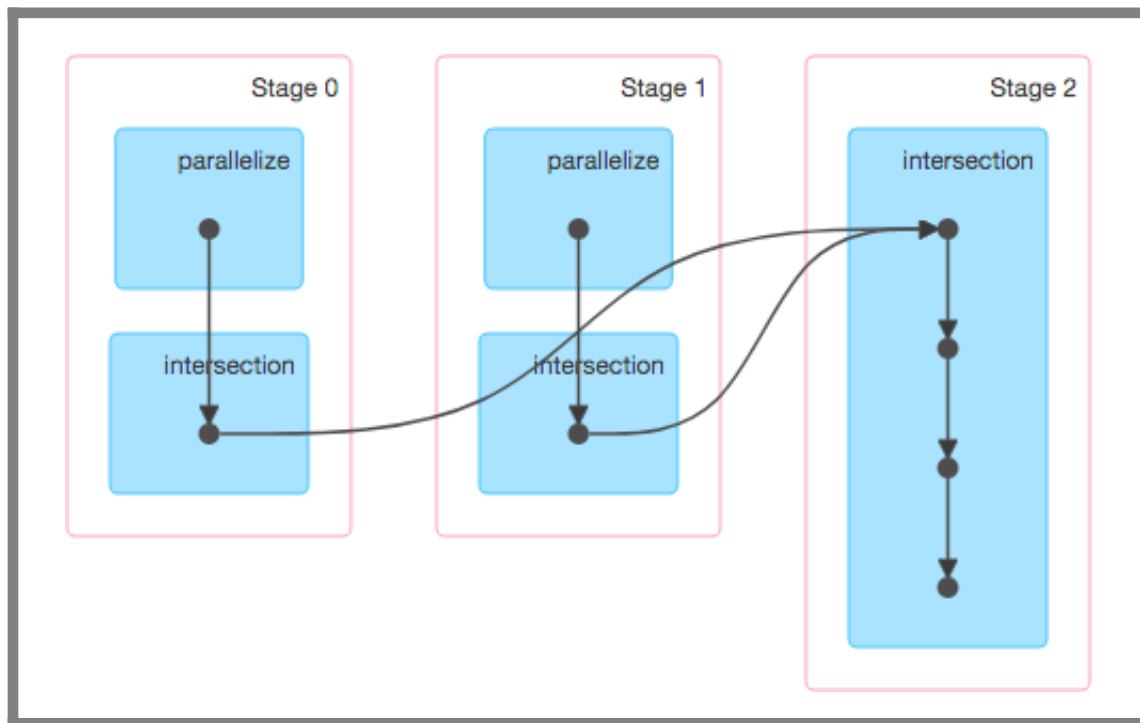 Stage 0
parallelize
intersection
Stage 1
parallelize
intersection
Stage 2
intersection